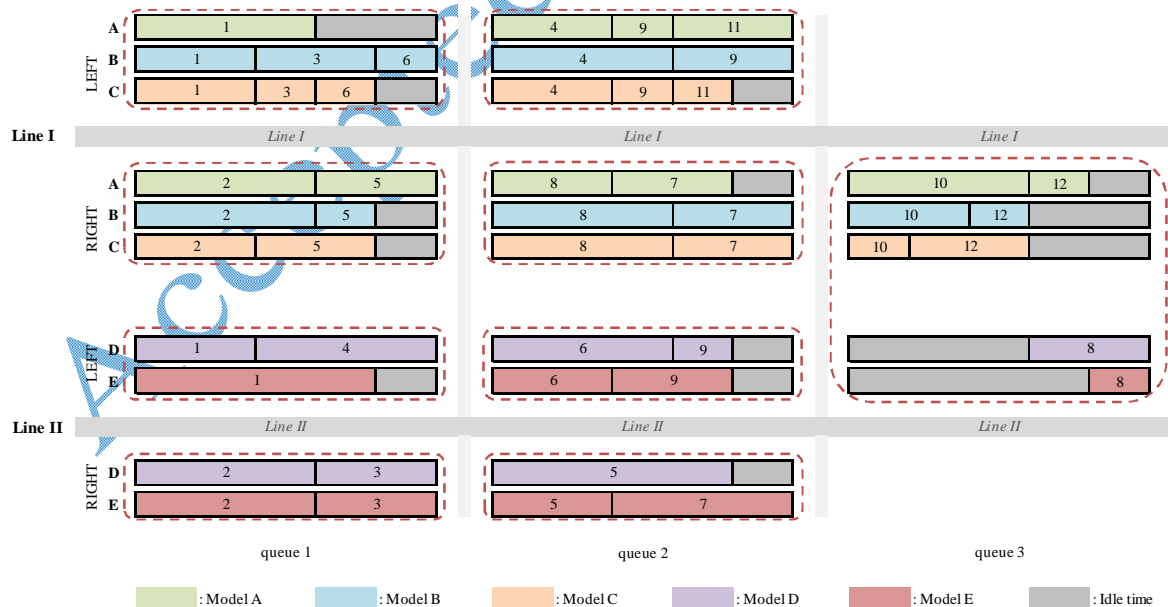 A 1 4 9 11
LEFT B 1 3 6 4 9
C 1 3 6 4 9 11
Line I Line I Line I Line I
A 2 5 8 7 10 12
RIGHT B 2 5 8 7 10 12
C 2 5 8 7 10 12
LEFT D 1 4 6 9 8
E 1 6 9 8
Line II Line II Line II Line II
RIGHT D 2 3 5
E 2 3 5 7
queue 1 queue 2 queue 3
: Model A : Model B : Model C : Model D : Model E : Idle time